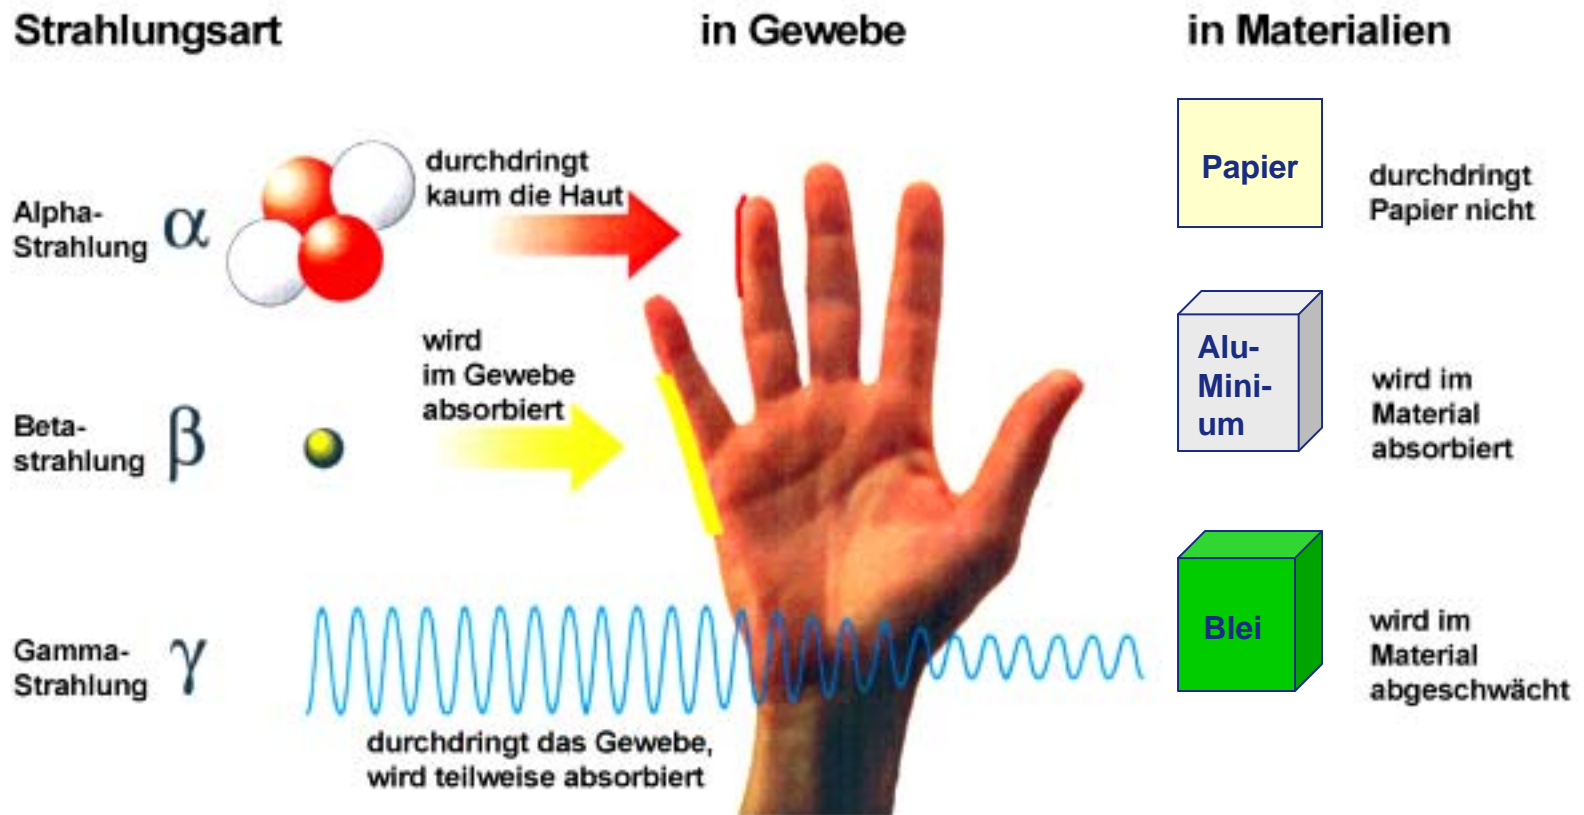 Strahlungsart
in Gewebe
in Materialien
Alpha-
Strahlung
α
durchdringt
kaum die Haut
Papier
durchdringt
Papier nicht
Beta-
strahlung
β
wird
im Gewebe
absorbiert
Alu-
Mini-
um
wird im
Material
absorbiert
Gamma-
Strahlung
γ
durchdringt das Gewebe,
wird teilweise absorbiert
Blei
wird im
Material
abgeschwächt